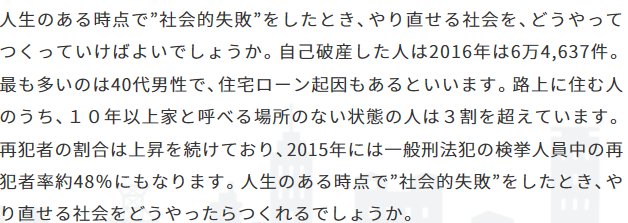 人生のある時点で”社会的失敗”をしたとき、やり直せる社会を、どうやって
つくっていけばよいでしょうか。自己破産した人は2016年は6万4,637件。
最も多いのは40代男性で、住宅ローン起因もあるといいます。路上に住む人
のうち、１０年以上家と呼べる場所のない状態の人は３割を超えています。
再犯者の割合は上昇を続けており、2015年には一般刑法犯の検挙人員中の再
犯者率約48％にもなります。人生のある時点で”社会的失敗”をしたとき、や
り直せる社会をどうやったらつくれるでしょうか。